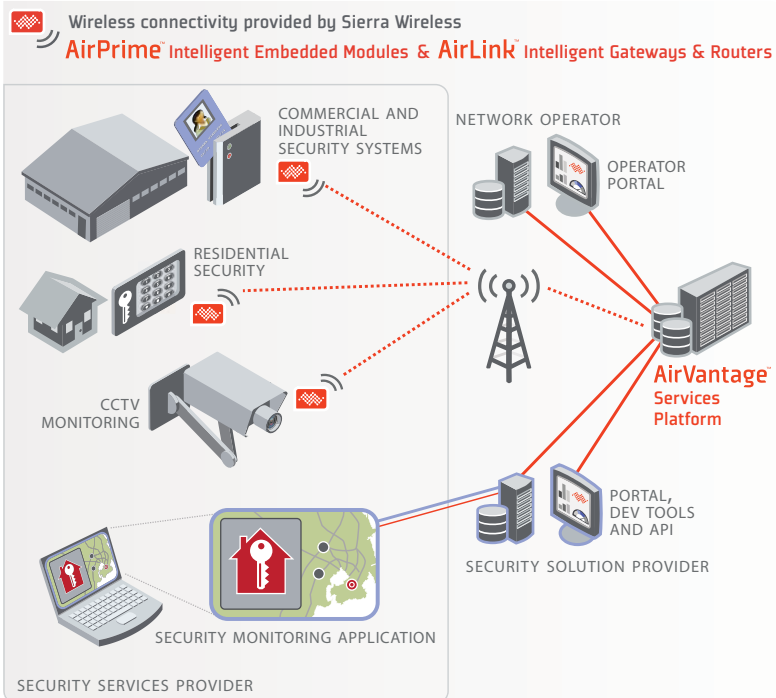 Wireless connectivity provided by Sierra Wireless
AirPrime™ Intelligent Embedded Modules & AirLink™ Intelligent Gateways & Routers
COMMERCIAL AND
INDUSTRIAL
SECURITY SYSTEMS
NETWORK OPERATOR
OPERATOR
PORTAL
RESIDENTIAL
SECURITY
AirVantage™
Services
Platform
CCTV
MONITORING
PORTAL,
DEV TOOLS
AND API
SECURITY SOLUTION PROVIDER
SECURITY MONITORING APPLICATION
SECURITY SERVICES PROVIDER